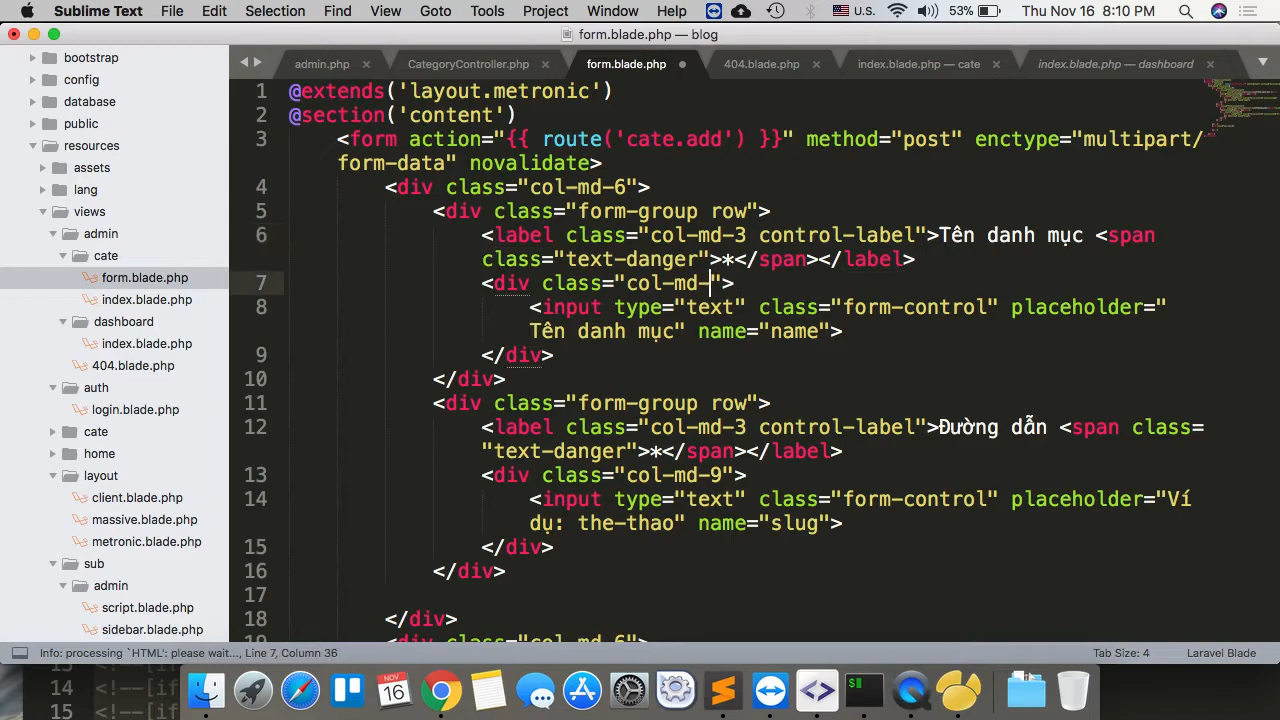 Sublime Text File Edit Selection Find View Goto Tools Project Window Help U.S. 53% Thu Nov 16 8:10 PM
form.blade.php — blog
admin.php CategoryController.php form.blade.php 404.blade.php index.blade.php — cate index.blade.php — dashboard
bootstrap
config
database
public
resources
assets
lang
views
admin
cate
form.blade.php
index.blade.php
dashboard
index.blade.php
404.blade.php
auth
login.blade.php
cate
home
layout
client.blade.php
massive.blade.php
metronic.blade.php
sub
admin
script.blade.php
sidebar.blade.php
1 @extends('layout.metronic')
2 @section('content')
3 <form action="{{ route('cate.add') }}" method="post" enctype="multipart/
form-data" novalidate>
4 <div class="col-md-6">
5 <div class="form-group row">
6 <label class="col-md-3 control-label">Tên danh mục <span
class="text-danger">*</span></label>
7 <div class="col-md-">
8 <input type="text" class="form-control" placeholder="
Tên danh mục" name="name">
9 </div>
10 </div>
11 <div class="form-group row">
12 <label class="col-md-3 control-label">Đường dẫn <span class=
"text-danger">*</span></label>
13 <div class="col-md-9">
14 <input type="text" class="form-control" placeholder="Ví
dụ: the-thao" name="slug">
15 </div>
16 </div>
17
18 </div>
19 <div class="col-md-6">
Info: processing `HTML': please wait..., Line 7, Column 36 Tab Size: 4 Laravel Blade
14 <!--[if
15 <!--[if
NOV
16